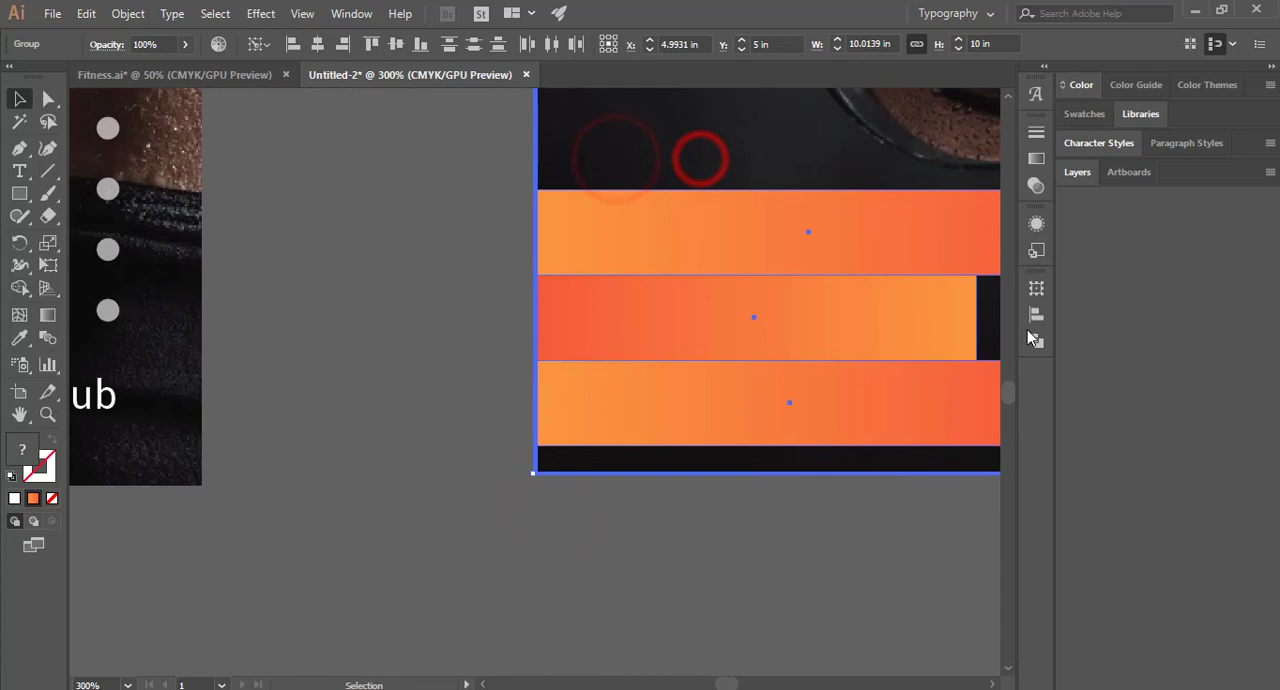 Ai File Edit Object Type Select Effect View Window Help Br St Typography Search Adobe Help
Group Opacity: 100% X: 4.9931 in Y: 5 in W: 10.0139 in H: 10 in
Fitness.ai* @ 50% (CMYK/GPU Preview) × Untitled-2* @ 300% (CMYK/GPU Preview) ×
Color Color Guide Color Themes
Swatches Libraries
Character Styles Paragraph Styles
Layers Artboards
ub
?
300% 1 Selection